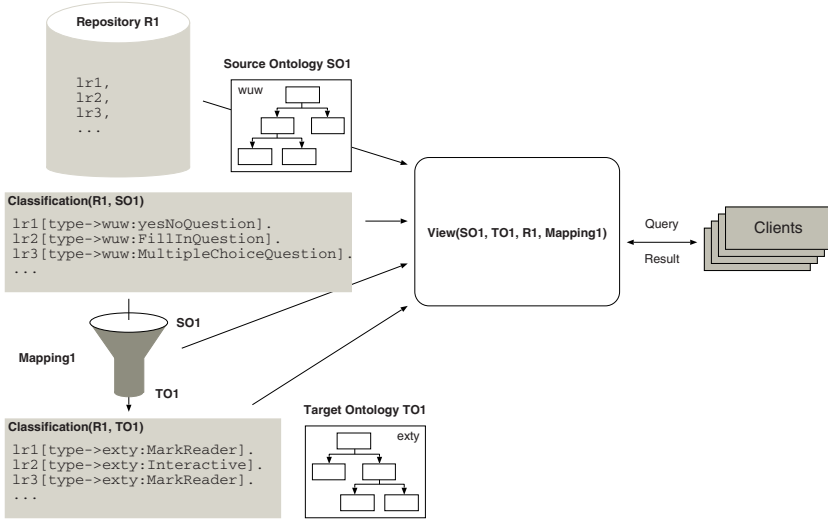 Repository R1
lr1,
lr2,
lr3,
...
Source Ontology SO1
wuw
Classification(R1, SO1)
lr1[type->wuw:yesNoQuestion].
lr2[type->wuw:FillInQuestion].
lr3[type->wuw:MultipleChoiceQuestion].
...
View(SO1, TO1, R1, Mapping1)
Query
Result
Clients
SO1
Mapping1
TO1
Classification(R1, TO1)
lr1[type->exty:MarkReader].
lr2[type->exty:Interactive].
lr3[type->exty:MarkReader].
...
Target Ontology TO1
exty